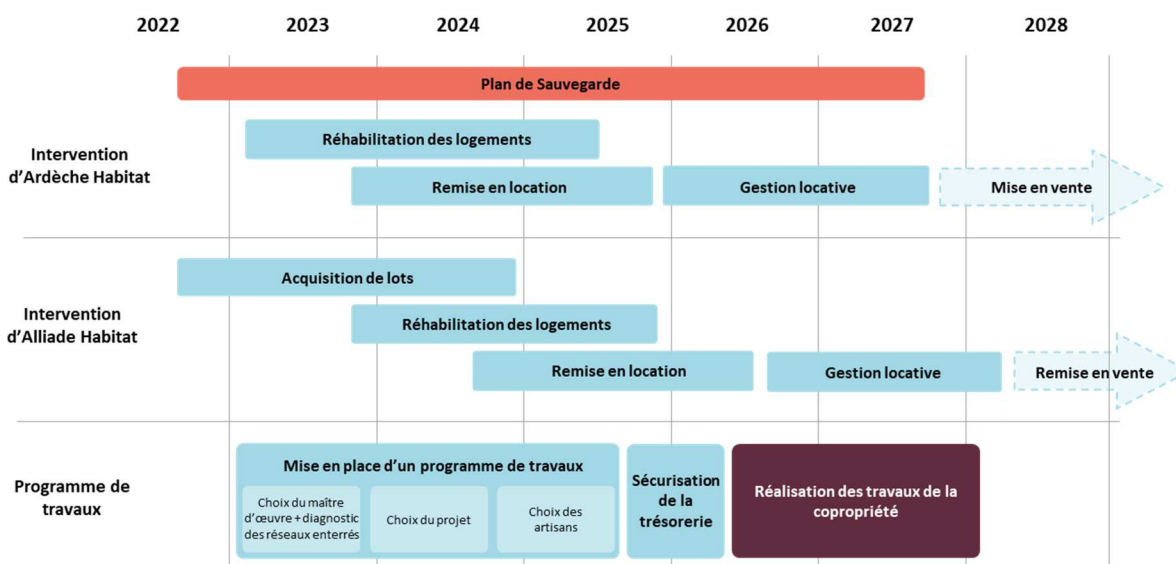 2022 2023 2024 2025 2026 2027 2028
Plan de Sauvegarde
Intervention
d’Ardèche Habitat
Réhabilitation des logements
Remise en location
Gestion locative
Mise en vente
Intervention
d’Alliade Habitat
Acquisition de lots
Réhabilitation des logements
Remise en location
Gestion locative
Remise en vente
Programme de
travaux
Mise en place d’un programme de travaux
Choix du maître
d’œuvre + diagnostic
des réseaux enterrés
Choix du projet
Choix des
artisans
Sécurisation
de la
trésorerie
Réalisation des travaux de la
copropriété